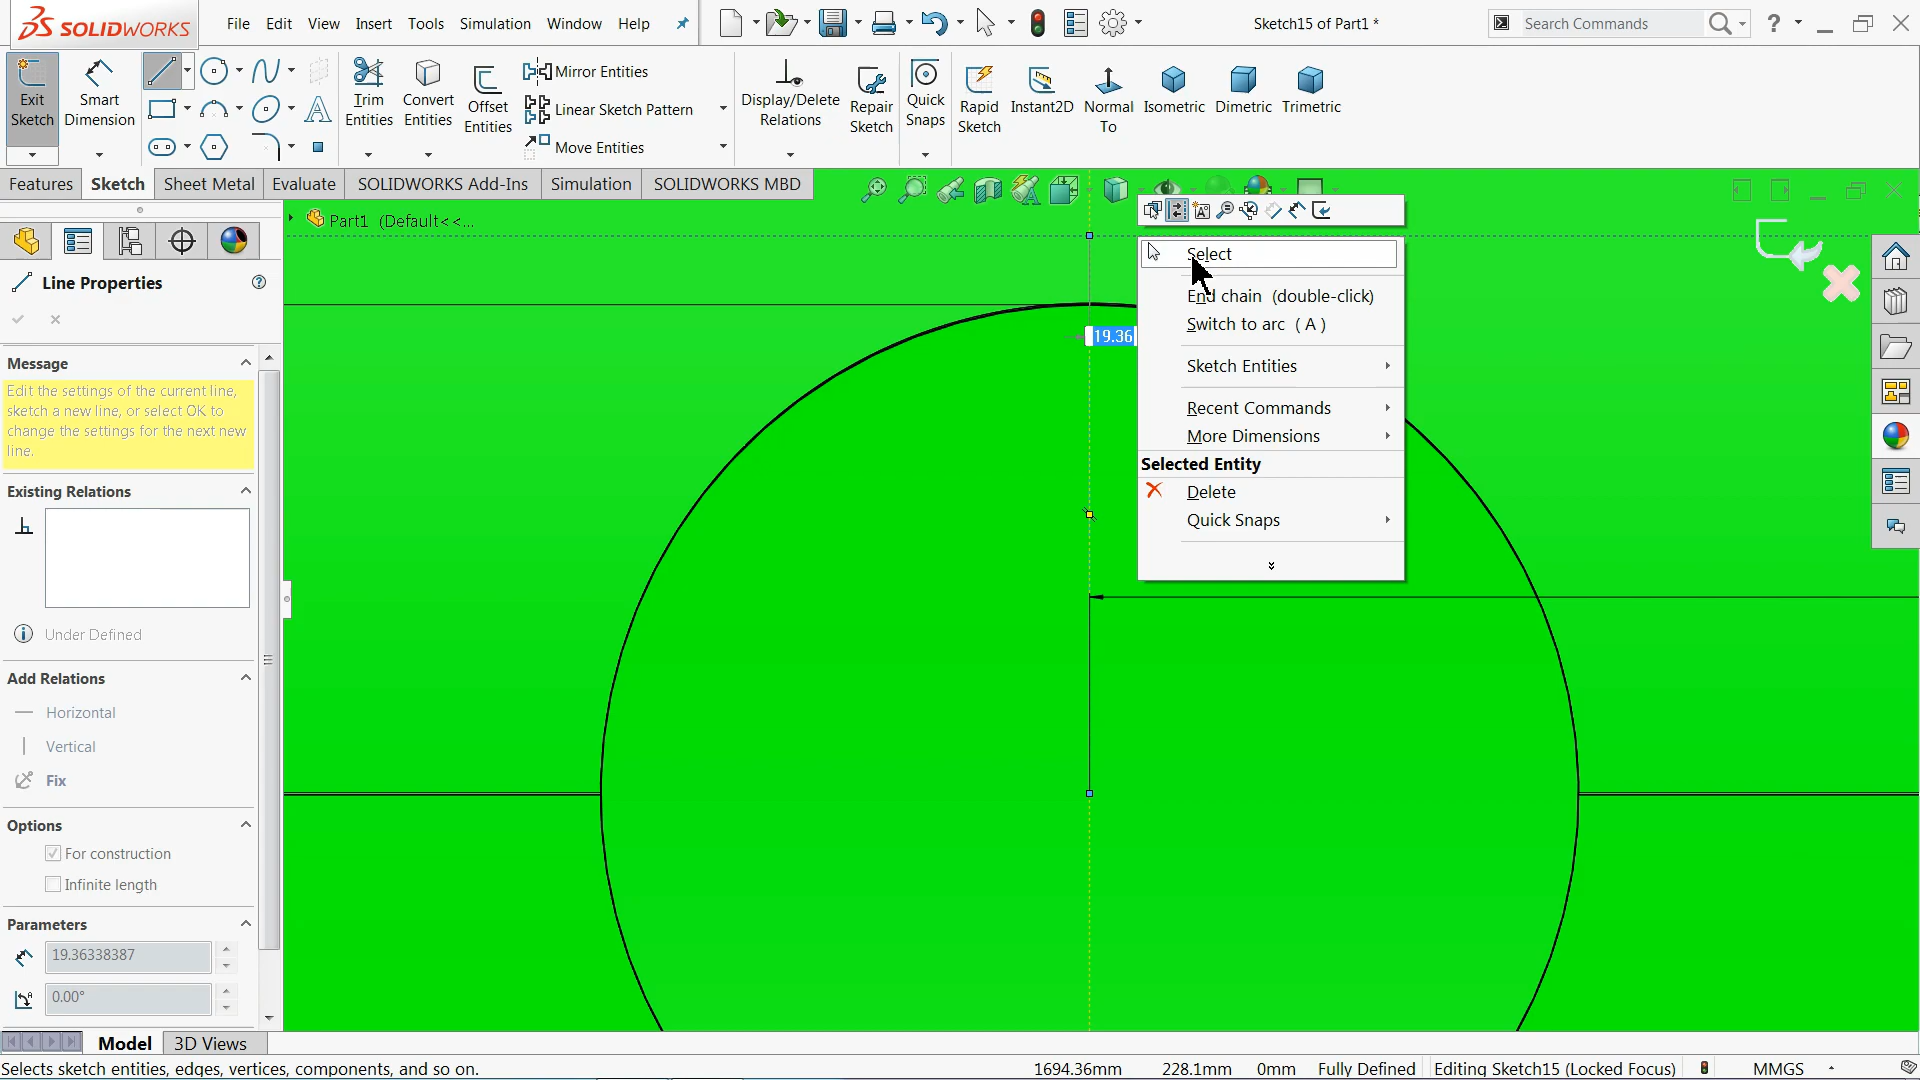 SOLIDWORKS
File Edit View Insert Tools Simulation Window Help
Sketch15 of Part1 *
Search Commands
?
Exit Sketch
Smart Dimension
Trim Entities
Convert Entities
Offset Entities
Mirror Entities
Linear Sketch Pattern
Move Entities
Display/Delete Relations
Repair Sketch
Quick Snaps
Rapid Sketch
Instant2D
Normal To
Isometric
Dimetric
Trimetric
Features Sketch Sheet Metal Evaluate SOLIDWORKS Add-Ins Simulation SOLIDWORKS MBD
Part1 (Default<<...
Line Properties
Message
Edit the settings of the current line,
sketch a new line, or select OK to
change the settings for the next new
line.
Existing Relations
Under Defined
Add Relations
Horizontal
Vertical
Fix
Options
For construction
Infinite length
Parameters
19.36338387
0.00°
19.36
Select
End chain (double-click)
Switch to arc ( A )
Sketch Entities
Recent Commands
More Dimensions
Selected Entity
Delete
Quick Snaps
Model 3D Views
Selects sketch entities, edges, vertices, components, and so on.
1694.36mm 228.1mm 0mm Fully Defined Editing Sketch15 (Locked Focus) MMGS